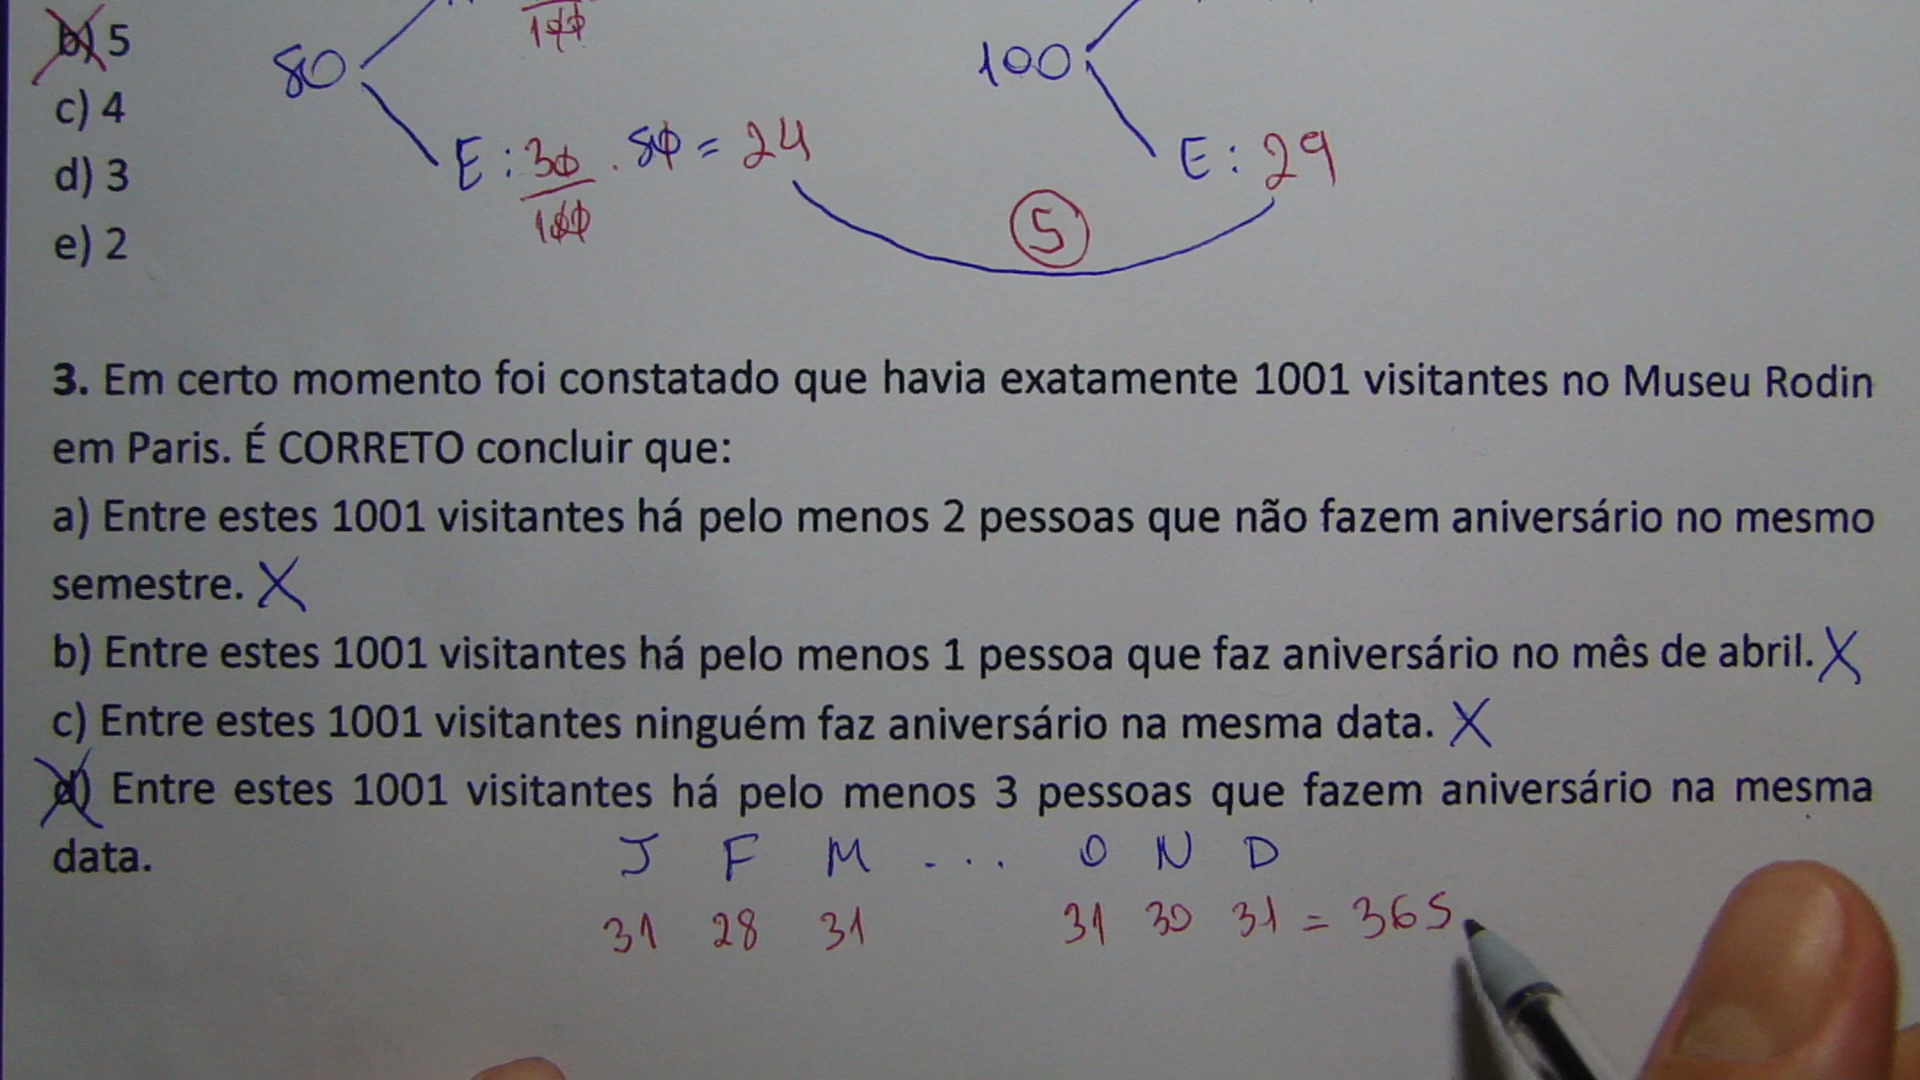 b) 5
100
80
100
c) 4
E : 30 . 80 = 24
E : 29
d) 3
100
5
e) 2
3. Em certo momento foi constatado que havia exatamente 1001 visitantes no Museu Rodin
em Paris. É CORRETO concluir que:
a) Entre estes 1001 visitantes há pelo menos 2 pessoas que não fazem aniversário no mesmo
semestre. X
b) Entre estes 1001 visitantes há pelo menos 1 pessoa que faz aniversário no mês de abril. X
c) Entre estes 1001 visitantes ninguém faz aniversário na mesma data. X
d) Entre estes 1001 visitantes há pelo menos 3 pessoas que fazem aniversário na mesma
data.
J F M . . . O N D
31 28 31 31 30 31 = 365